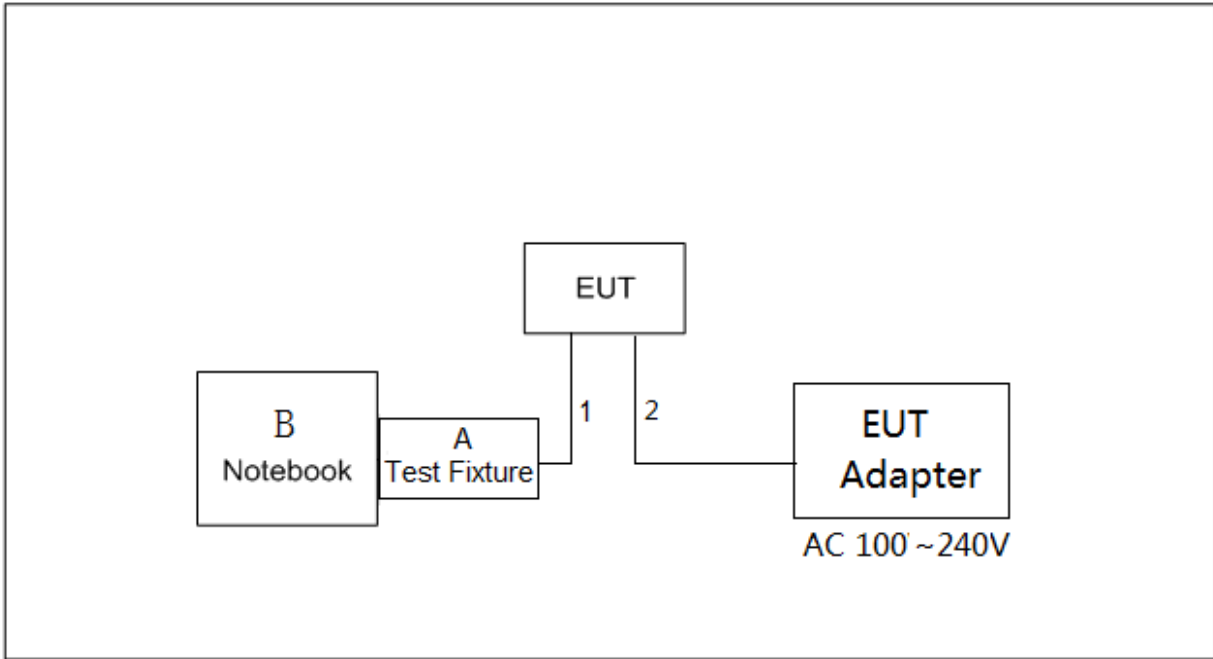 EUT
1
2
B
Notebook
A
Test Fixture
EUT
Adapter
AC 100 ~240V